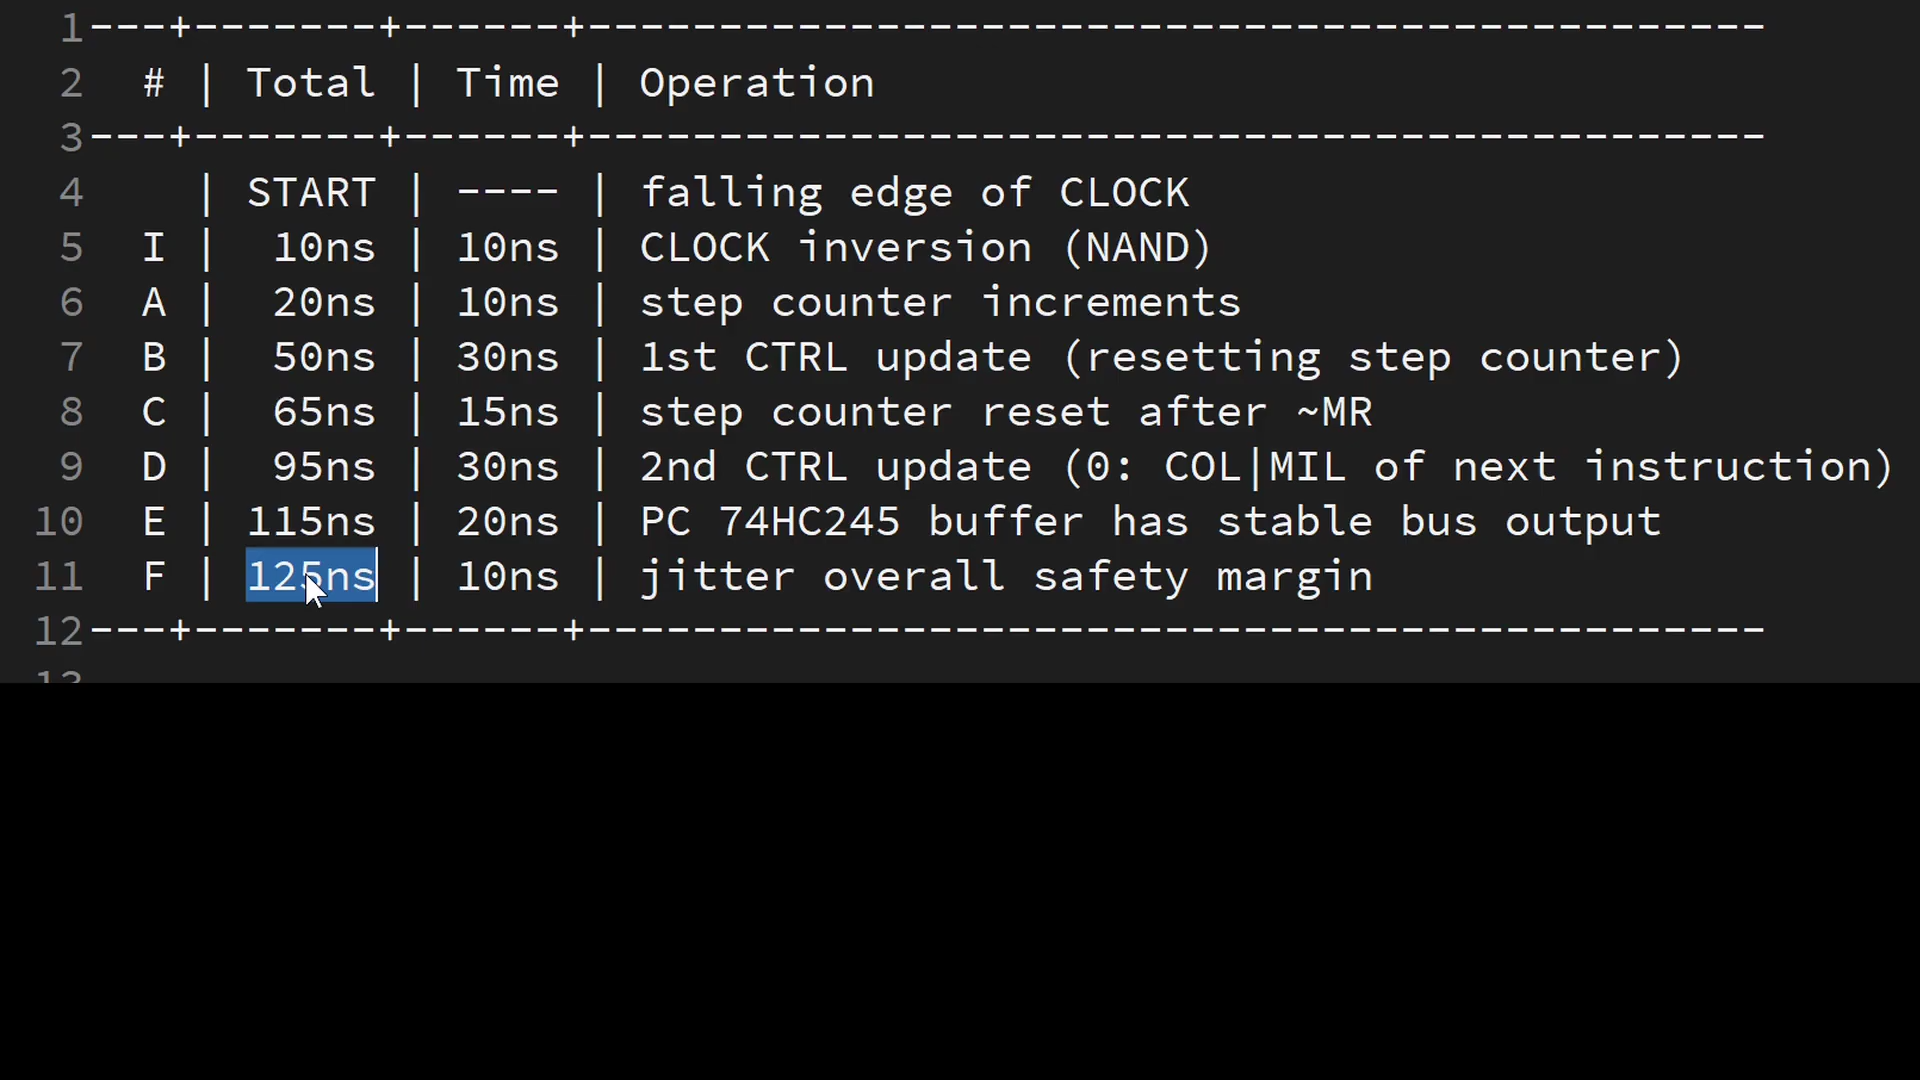 1---+-------+------+---------------------------------------------
2  # | Total | Time | Operation
3---+-------+------+---------------------------------------------
4    | START | ---- | falling edge of CLOCK
5  I |  10ns | 10ns | CLOCK inversion (NAND)
6  A |  20ns | 10ns | step counter increments
7  B |  50ns | 30ns | 1st CTRL update (resetting step counter)
8  C |  65ns | 15ns | step counter reset after ~MR
9  D |  95ns | 30ns | 2nd CTRL update (0: COL|MIL of next instruction)
10  E | 115ns | 20ns | PC 74HC245 buffer has stable bus output
11  F | 125ns | 10ns | jitter overall safety margin
12---+-------+------+---------------------------------------------